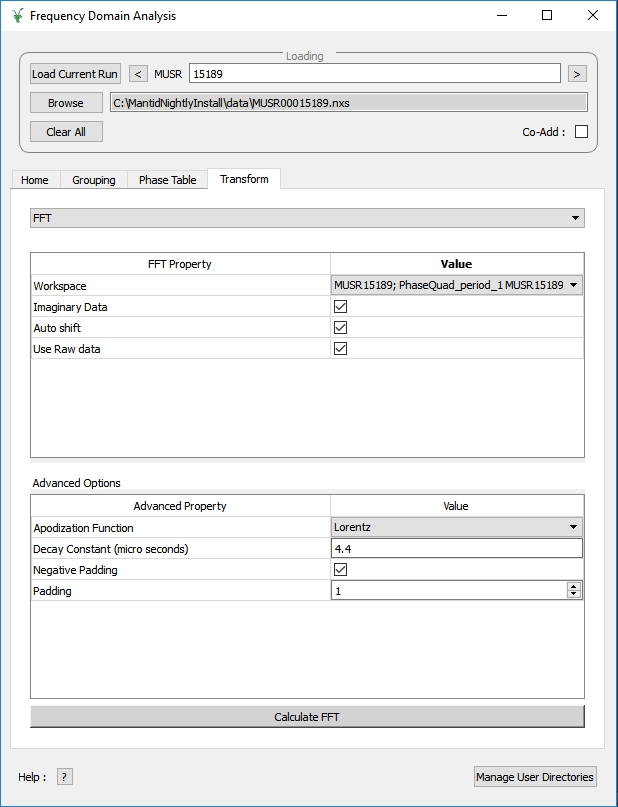 Frequency Domain Analysis
Loading
Load Current Run < MUSR 15189 >
Browse C:\MantidNightlyInstall\data\MUSR00015189.nxs
Clear All Co-Add :
Home Grouping Phase Table Transform
FFT
FFT Property Value
Workspace MUSR15189; PhaseQuad_period_1 MUSR15189
Imaginary Data
Auto shift
Use Raw data
Advanced Options
Advanced Property Value
Apodization Function Lorentz
Decay Constant (micro seconds) 4.4
Negative Padding
Padding 1
Calculate FFT
Help : ? Manage User Directories